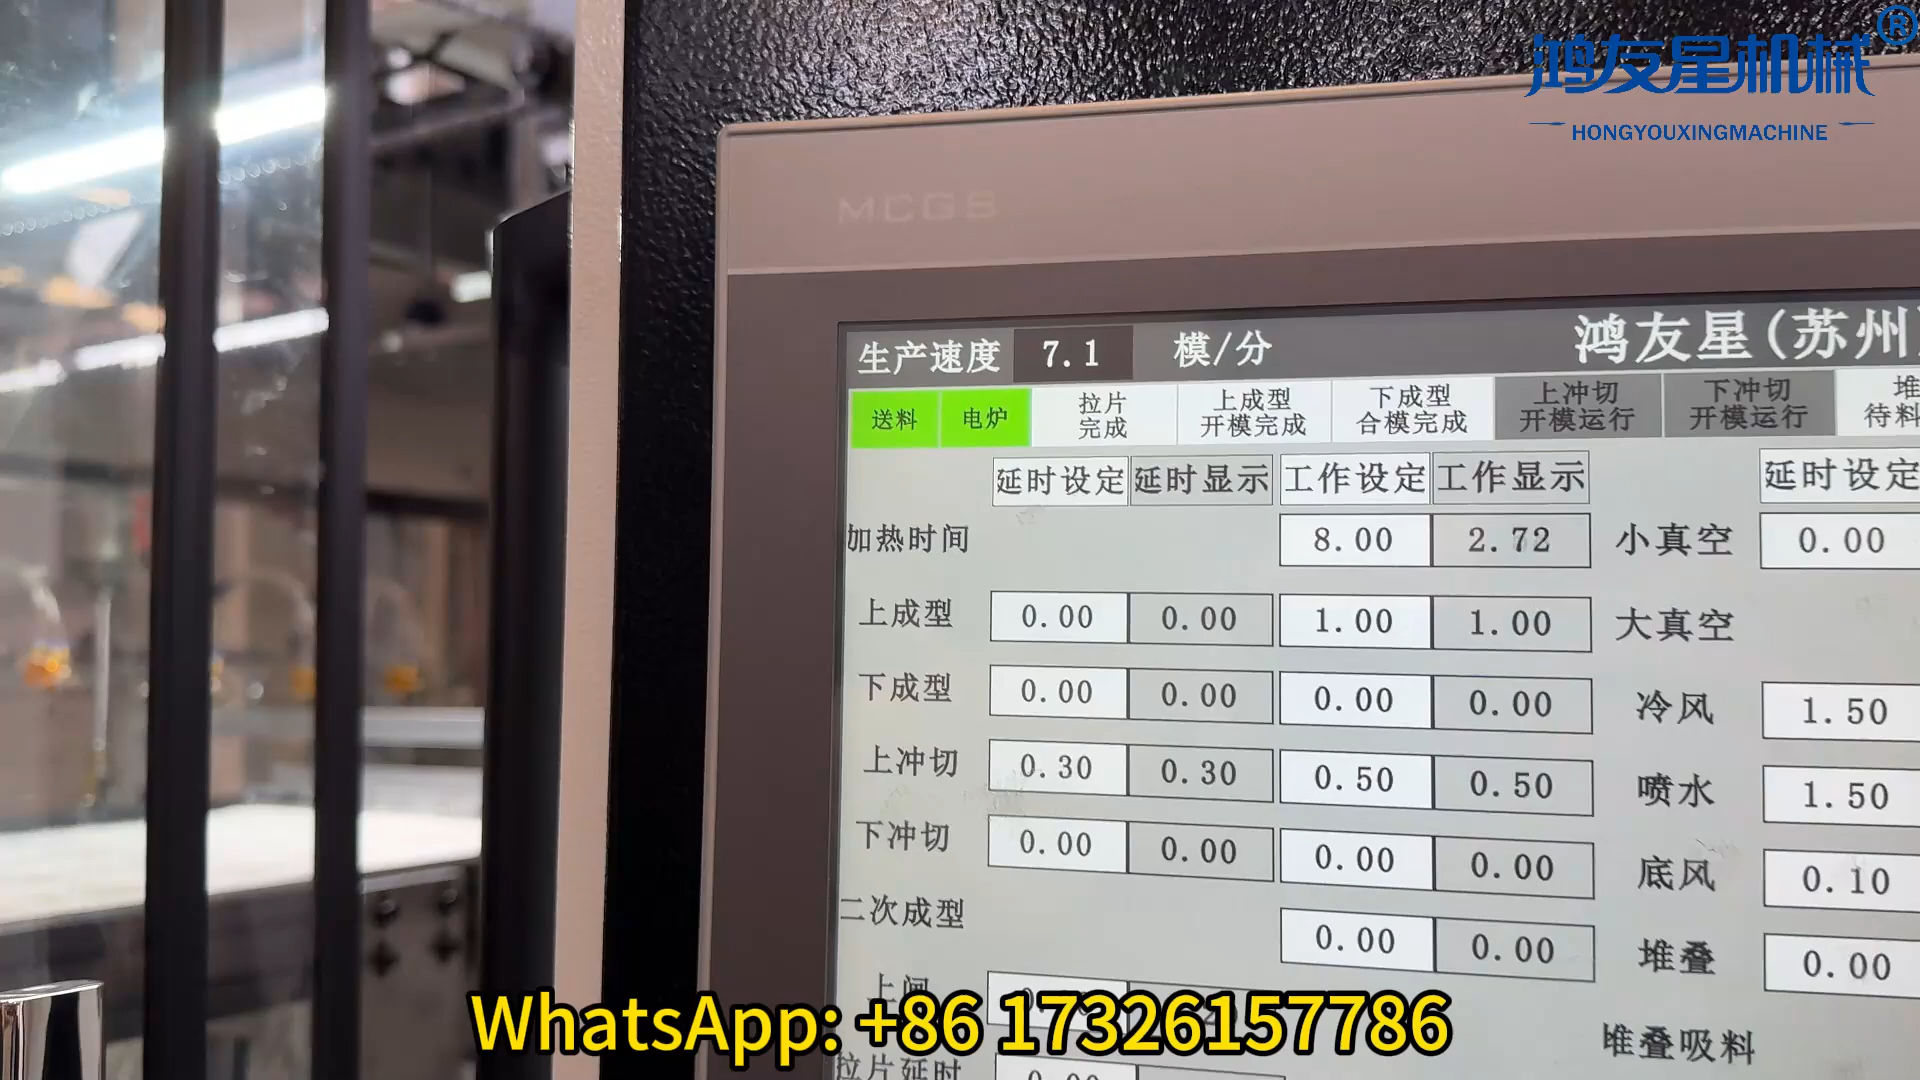 鸿友星机械®
HONGYOUXINGMACHINE
MCGS
生产速度 7.1 模/分 鸿友星(苏州)
送料 电炉 拉片 上成型 下成型 上冲切 下冲切
完成 开模完成 合模完成 开模运行 开模运行 待料
延时设定 延时显示 工作设定 工作显示 延时设定
加热时间 8.00 2.72 小真空 0.00
上成型 0.00 0.00 1.00 1.00 大真空
下成型 0.00 0.00 0.00 0.00 冷风 1.50
上冲切 0.30 0.30 0.50 0.50 喷水 1.50
下冲切 0.00 0.00 0.00 0.00 底风 0.10
二次成型 0.00 0.00 堆叠 0.00
WhatsApp: +86 17326157786
堆叠吸料
拉片延时